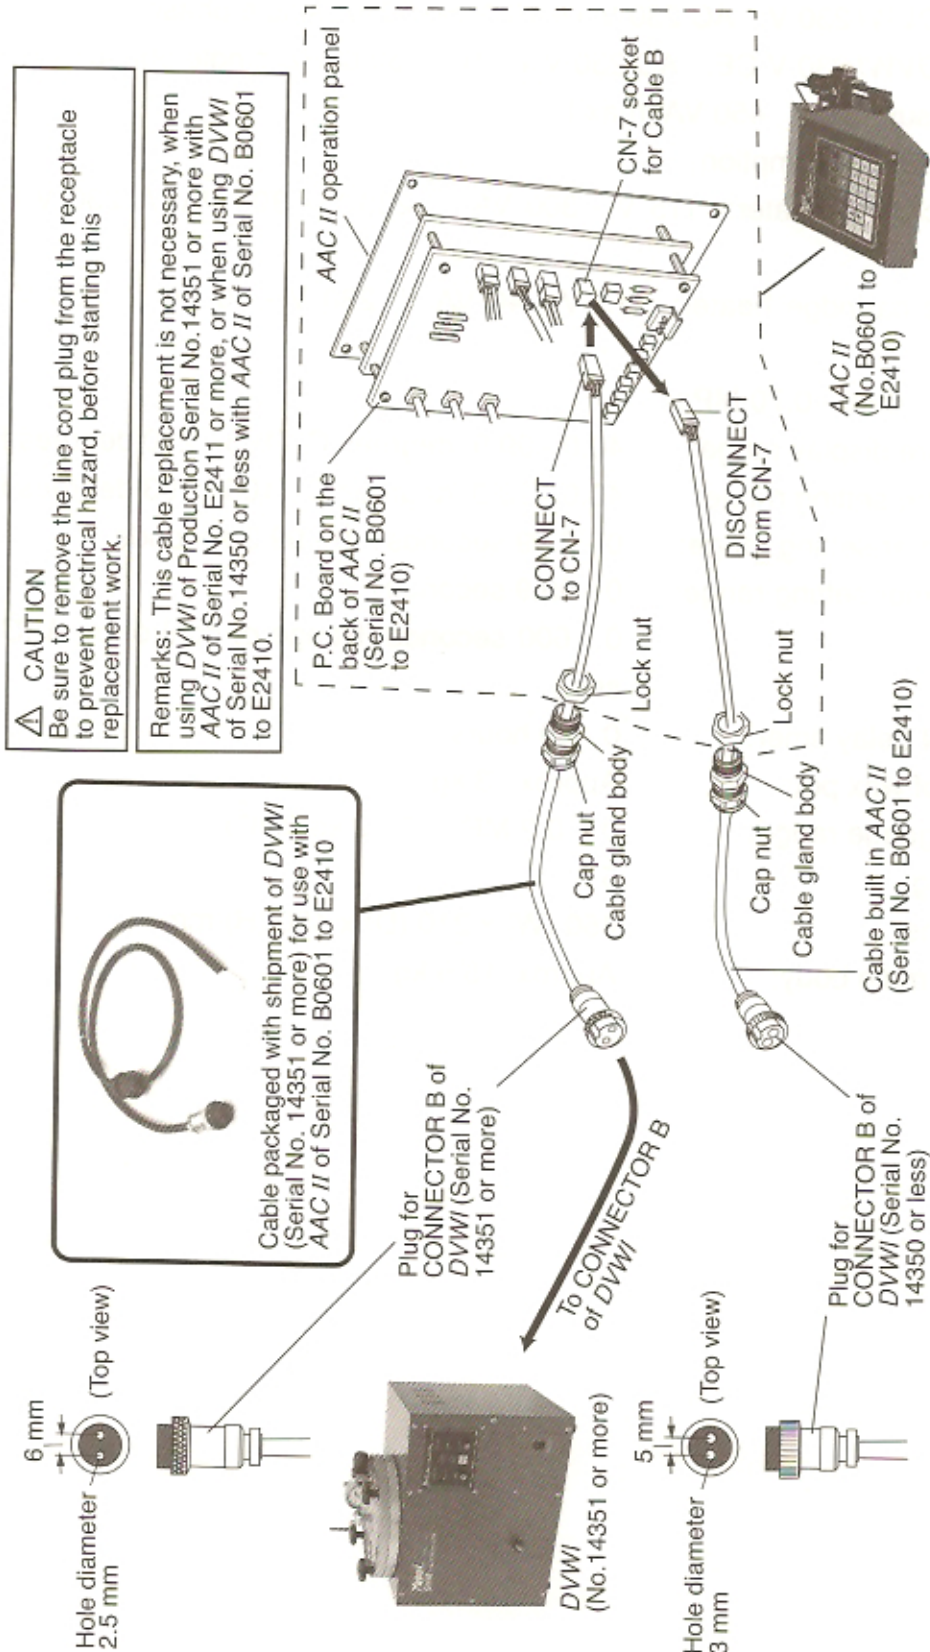 ⚠ CAUTION
Be sure to remove the line cord plug from the receptacle
to prevent electrical hazard, before starting this
replacement work.
Remarks: This cable replacement is not necessary, when
using DVWI of Production Serial No.14351 or more with
AAC II of Serial No. E2411 or more, or when using DVWI
of Serial No.14350 or less with AAC II of Serial No. B0601
to E2410.
Cable packaged with shipment of DVWI
(Serial No. 14351 or more) for use with
AAC II of Serial No. B0601 to E2410
6 mm
(Top view)
Hole diameter
2.5 mm
Plug for
CONNECTOR B of
DVWI (Serial No.
14351 or more)
Cap nut
Cable gland body
Lock nut
P.C. Board on the
back of AAC II
(Serial No. B0601
to E2410)
AAC II operation panel
CONNECT
to CN-7
CN-7 socket
for Cable B
DISCONNECT
from CN-7
To CONNECTOR B
of DVWI
DVWI
(No.14351 or more)
5 mm
(Top view)
Hole diameter
3 mm
Plug for
CONNECTOR B of
DVWI (Serial No.
14350 or less)
Cap nut
Cable gland body
Lock nut
Cable built in AAC II
(Serial No. B0601 to E2410)
AAC II
(No.B0601 to
E2410)